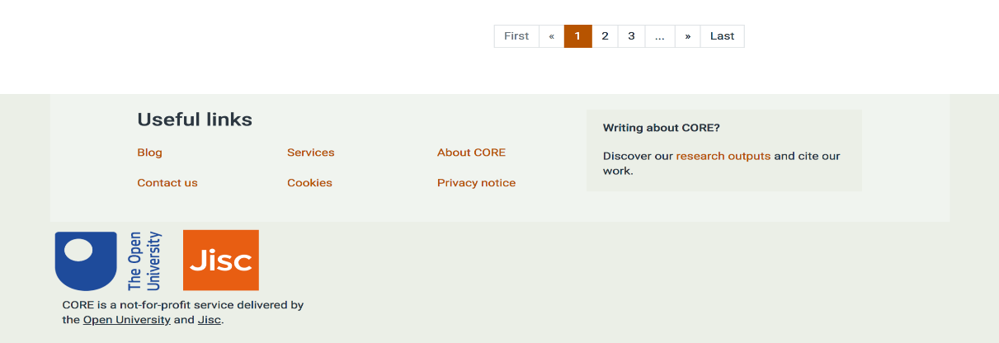 First « 1 2 3 ... » Last
Useful links
Blog Services About CORE
Contact us Cookies Privacy notice
Writing about CORE?
Discover our research outputs and cite our
work.
The Open
University
Jisc
CORE is a not-for-profit service delivered by
the Open University and Jisc.